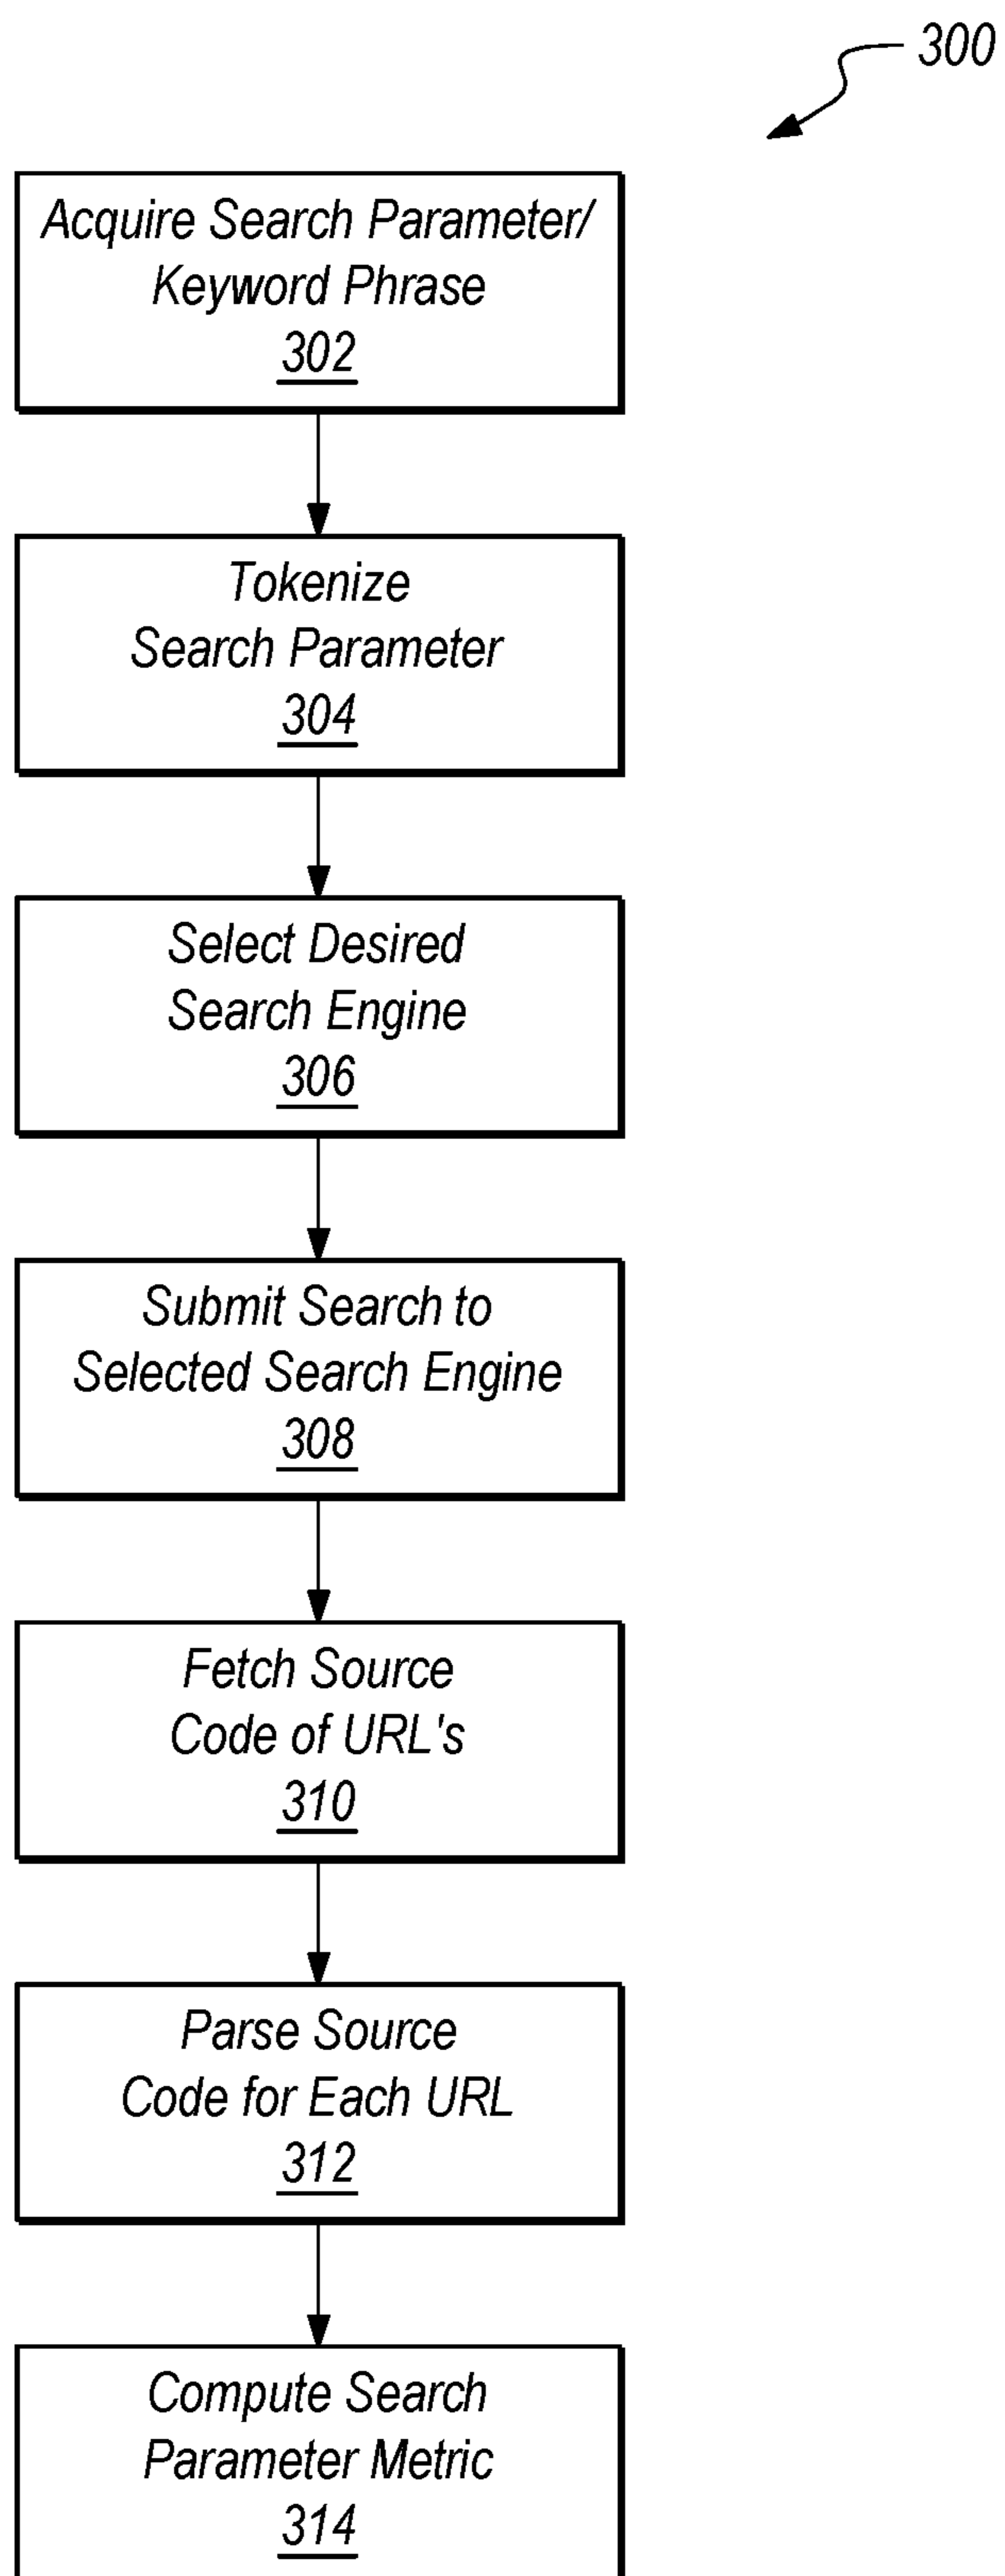 300
Acquire Search Parameter/
Keyword Phrase
302
Tokenize
Search Parameter
304
Select Desired
Search Engine
306
Submit Search to
Selected Search Engine
308
Fetch Source
Code of URL's
310
Parse Source
Code for Each URL
312
Compute Search
Parameter Metric
314